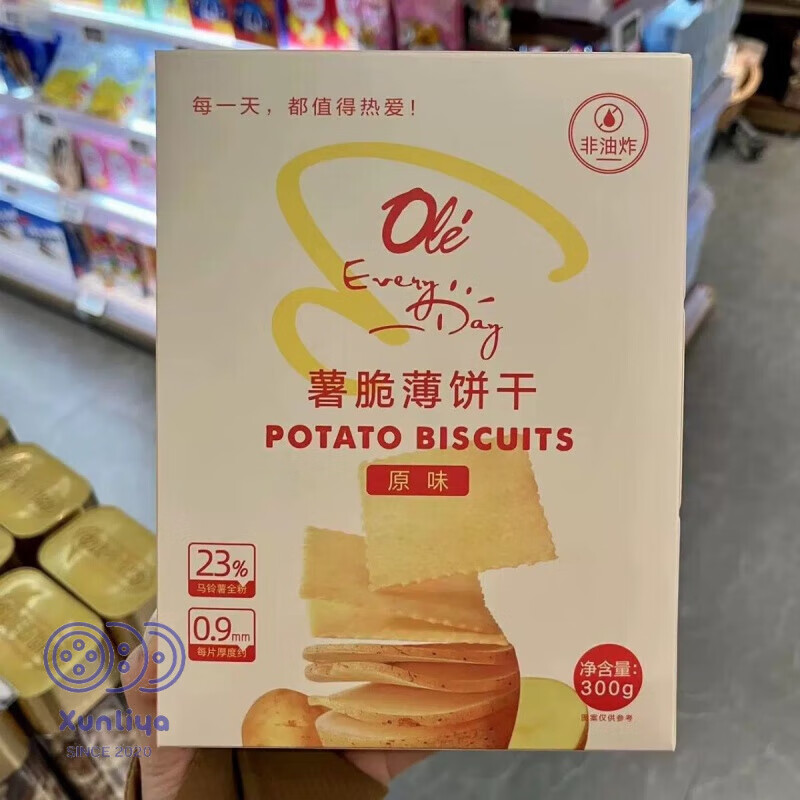 每一天，都值得热爱！
非油炸
Olé
Every
Day
薯脆薄饼干
POTATO BISCUITS
原味
23%
马铃薯全粉
0.9mm
每片厚度约
净含量：
300g
图案仅供参考
Xunliya
SINCE 2020